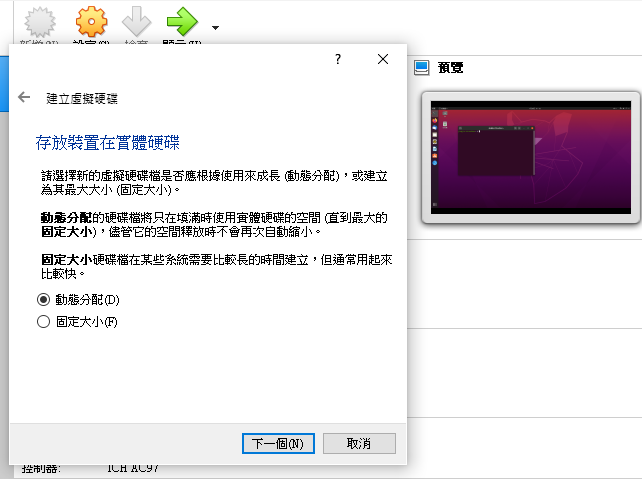 設定(S)
顯示(H)
預覽
?
建立虛擬硬碟
存放裝置在實體硬碟
請選擇新的虛擬硬碟檔是否應根據使用來成長 (動態分配)，或建立
為其最大大小 (固定大小)。
動態分配的硬碟檔將只在填滿時使用實體硬碟的空間 (直到最大的
固定大小)，儘管它的空間釋放時不會再次自動縮小。
固定大小硬碟檔在某些系統需要比較長的時間建立，但通常用起來
比較快。
動態分配(D)
固定大小(F)
下一個(N)
取消
控制器:
ICH AC97